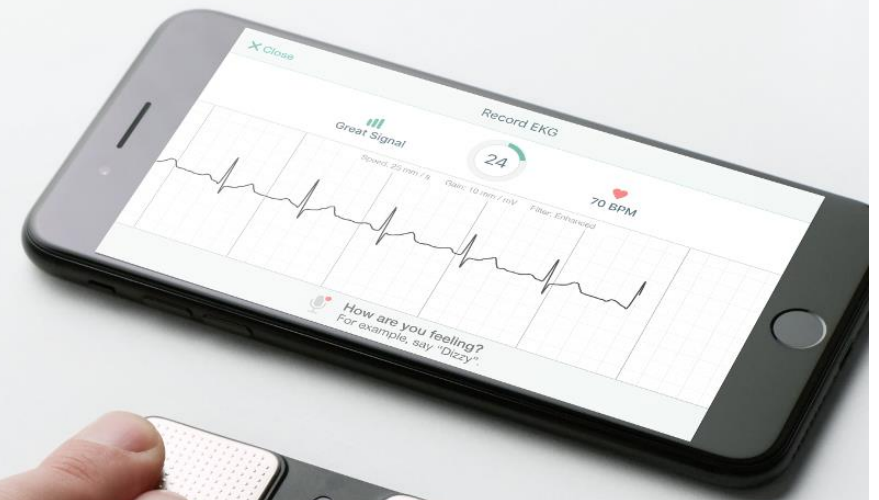 Close
Record EKG
Great Signal
24
70 BPM
Speed: 25 mm / s Gain: 10 mm / mV Filter: Enhanced
How are you feeling?
For example, say "Dizzy".